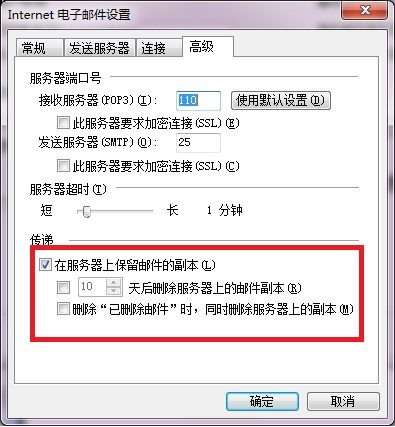 Internet 电子邮件设置
常规 发送服务器 连接 高级
服务器端口号
接收服务器(POP3)(I): 110 使用默认设置(D)
此服务器要求加密连接(SSL)(E)
发送服务器(SMTP)(O): 25
此服务器要求加密连接(SSL)(C)
服务器超时(T)
短 长 1 分钟
传递
在服务器上保留邮件的副本(L)
10 天后删除服务器上的邮件副本(R)
删除“已删除邮件”时，同时删除服务器上的副本(M)
确定 取消